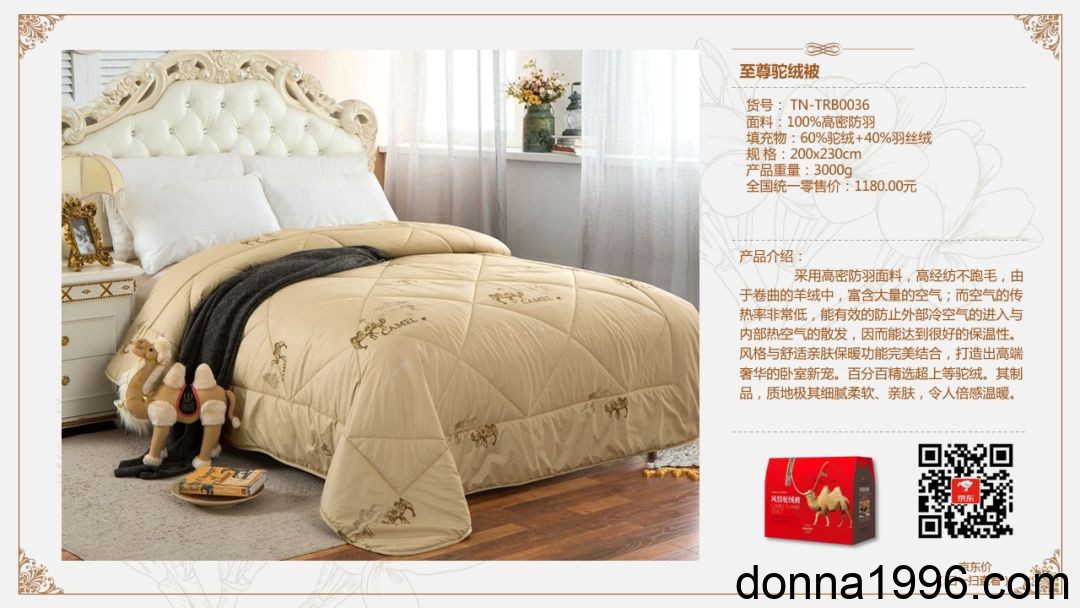 至尊驼绒被
货号： TN-TRB0036
面料：100%高密防羽
填充物：60%驼绒+40%羽丝绒
规 格：200x230cm
产品重量：3000g
全国统一零售价：1180.00元
产品介绍：
采用高密防羽面料，高经纺不跑毛，由
于卷曲的羊绒中，富含大量的空气；而空气的传
热率非常低，能有效的防止外部冷空气的进入与
内部热空气的散发，因而能达到很好的保温性。
风格与舒适亲肤保暖功能完美结合，打造出高端
奢华的卧室新宠。百分百精选超上等驼绒。其制
品，质地极其细腻柔软、亲肤，令人倍感温暖。
CAMEL
CAMEL
CAMEL
风情驼绒被
CAMEL'S HAIR
QUILT
京东
京东价
扫查看
donna1996.com